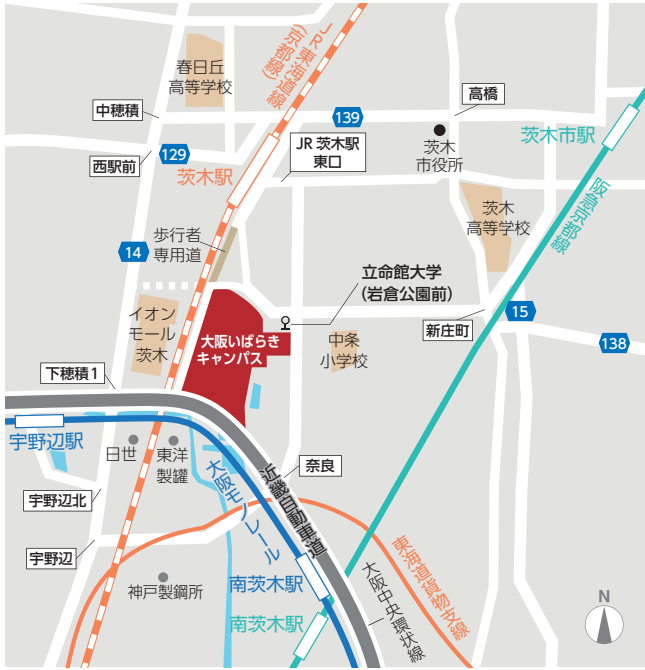 JR東海道線
(京都線)
春日丘
高等学校
中穂積
139
高橋
茨木
市役所
茨木市駅
JR 茨木駅
東口
129
西駅前
茨木駅
阪急京都線
茨木
高等学校
歩行者
専用道
14
立命館大学
(岩倉公園前)
イオン
モール
茨木
大阪いばらき
キャンパス
中条
小学校
新庄町
15
138
下穂積1
宇野辺駅
日世
東洋
製罐
大阪モノレール
近畿自動車道
奈良
宇野辺北
宇野辺
神戸製鋼所
南茨木駅
南茨木駅
大阪中央環状線
東海道貨物支線
N